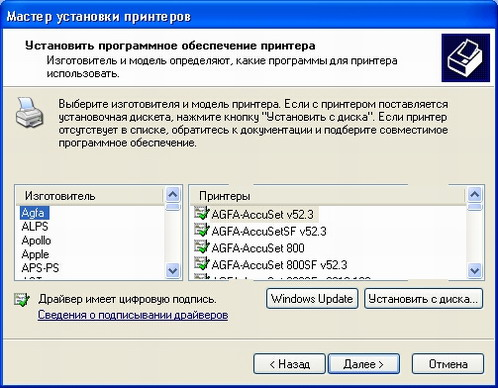 Мастер установки принтеров
Установить программное обеспечение принтера
Изготовитель и модель определяют, какие программы для принтера
использовать.
Выберите изготовителя и модель принтера. Если с принтером поставляется
установочная дискета, нажмите кнопку "Установить с диска". Если принтер
отсутствует в списке, обратитесь к документации и подберите совместимое
программное обеспечение.
Изготовитель
Agfa
ALPS
Apollo
Apple
APS-PS
Принтеры
AGFA-AccuSet v52.3
AGFA-AccuSetSF v52.3
AGFA-AccuSet 800
AGFA-AccuSet 800SF v52.3
Драйвер имеет цифровую подпись.
Сведения о подписывании драйверов
Windows Update
Установить с диска...
< Назад
Далее >
Отмена